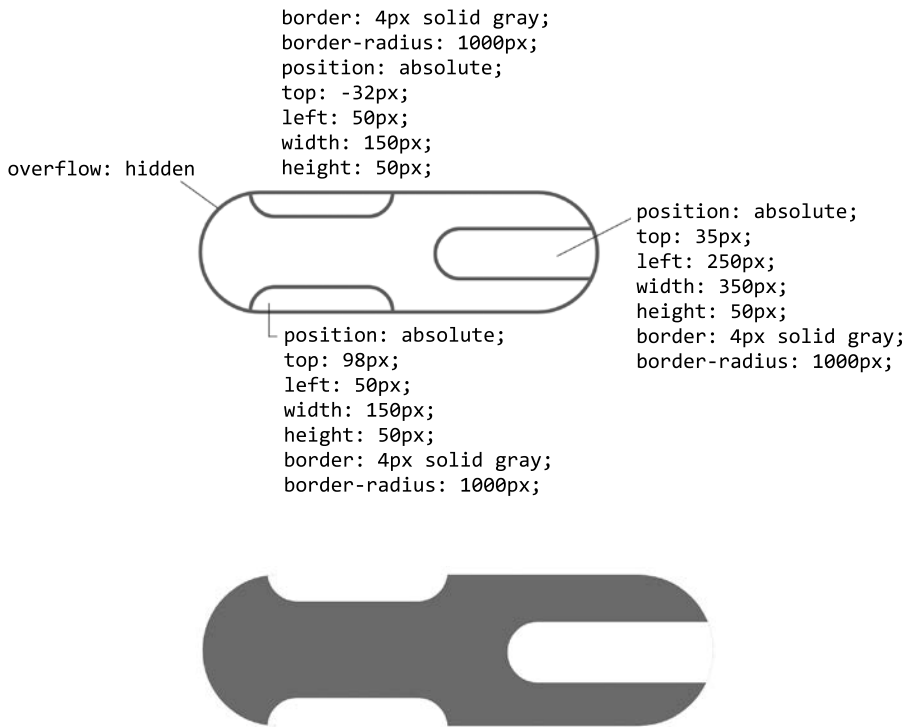 border: 4px solid gray;
border-radius: 1000px;
position: absolute;
top: -32px;
left: 50px;
width: 150px;
height: 50px;
overflow: hidden
position: absolute;
top: 35px;
left: 250px;
width: 350px;
height: 50px;
border: 4px solid gray;
border-radius: 1000px;
position: absolute;
top: 98px;
left: 50px;
width: 150px;
height: 50px;
border: 4px solid gray;
border-radius: 1000px;